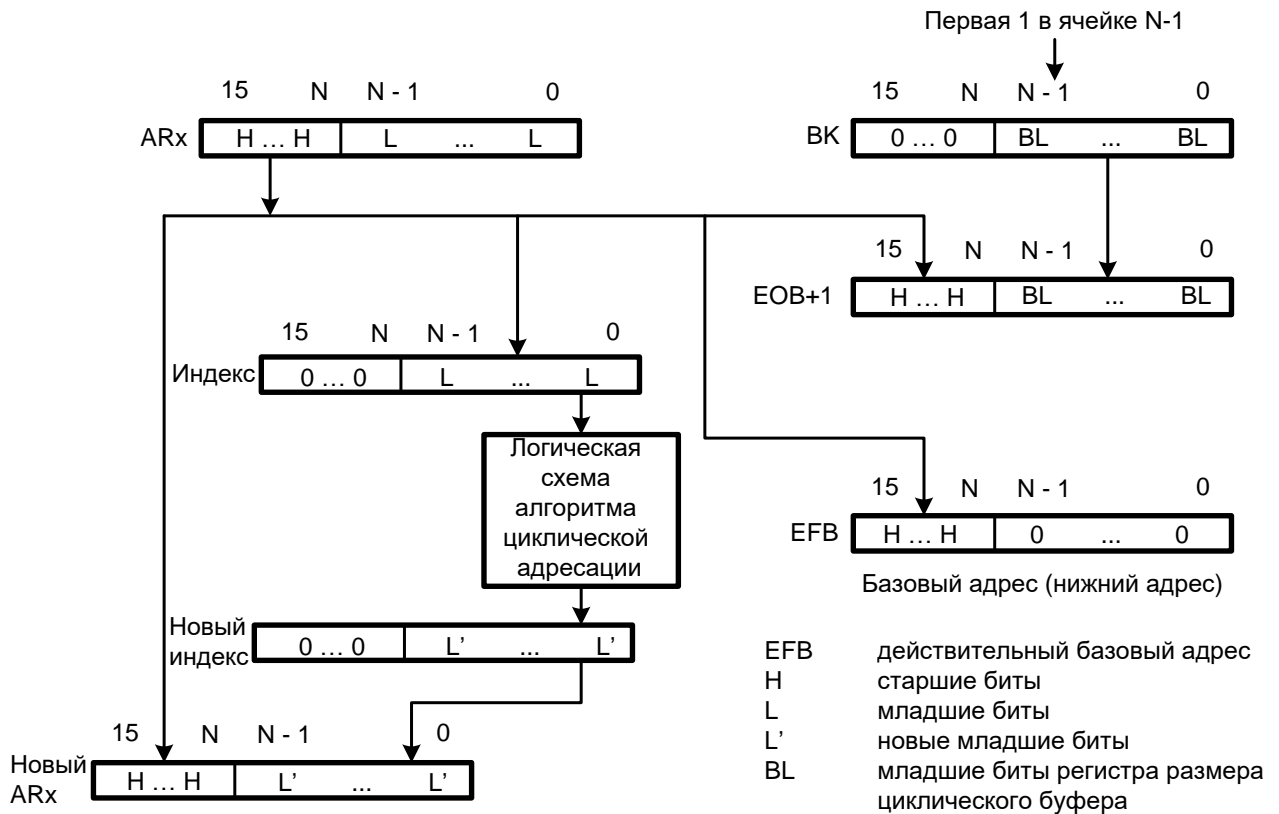 Первая 1 в ячейке N-1
15 N N - 1 0
ARx H … H L ... L
15 N N - 1 0
BK 0 … 0 BL ... BL
15 N N - 1 0
EOB+1 H … H BL ... BL
15 N N - 1 0
Индекс 0 … 0 L ... L
Логическая
схема
алгоритма
циклической
адресации
15 N N - 1 0
EFB H … H 0 ... 0
Базовый адрес (нижний адрес)
Новый
индекс 0 … 0 L’ ... L’
15 N N - 1 0
Новый
ARx H … H L’ ... L’
EFB действительный базовый адрес
H старшие биты
L младшие биты
L’ новые младшие биты
BL младшие биты регистра размера
циклического буфера